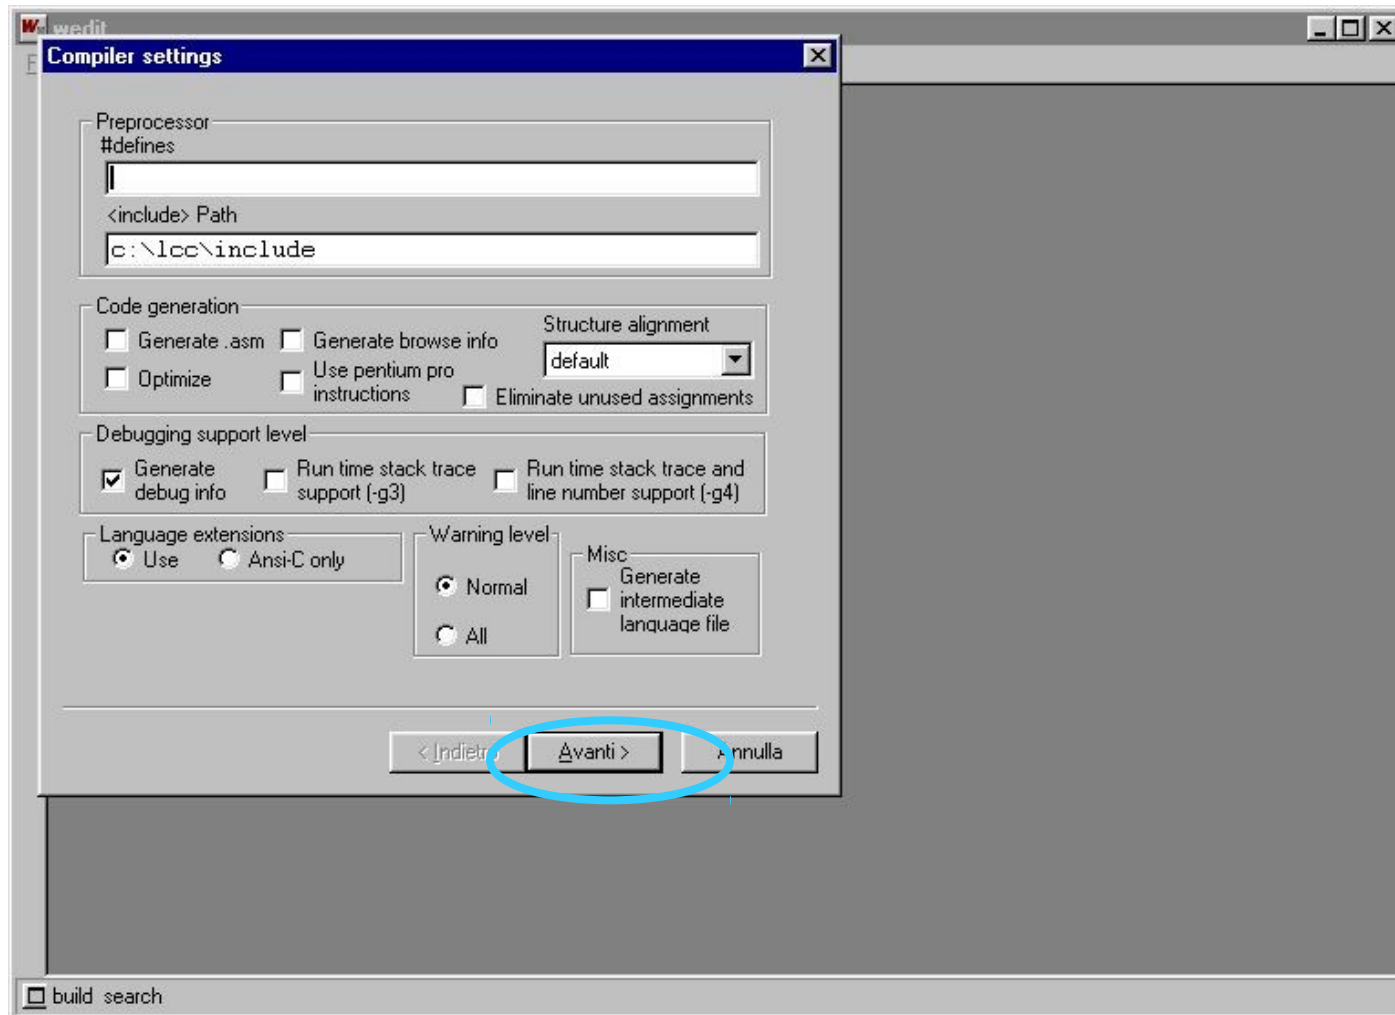 wedit
Compiler settings
Preprocessor
#defines
<include> Path
c:\lcc\include
Code generation
Generate .asm
Generate browse info
Structure alignment
default
Optimize
Use pentium pro
instructions
Eliminate unused assignments
Debugging support level
Generate
debug info
Run time stack trace
support (-g3)
Run time stack trace and
line number support (-g4)
Language extensions
Use
Ansi-C only
Warning level
Normal
All
Misc
Generate
intermediate
language file
< Indietro
Avanti >
Annulla
build search